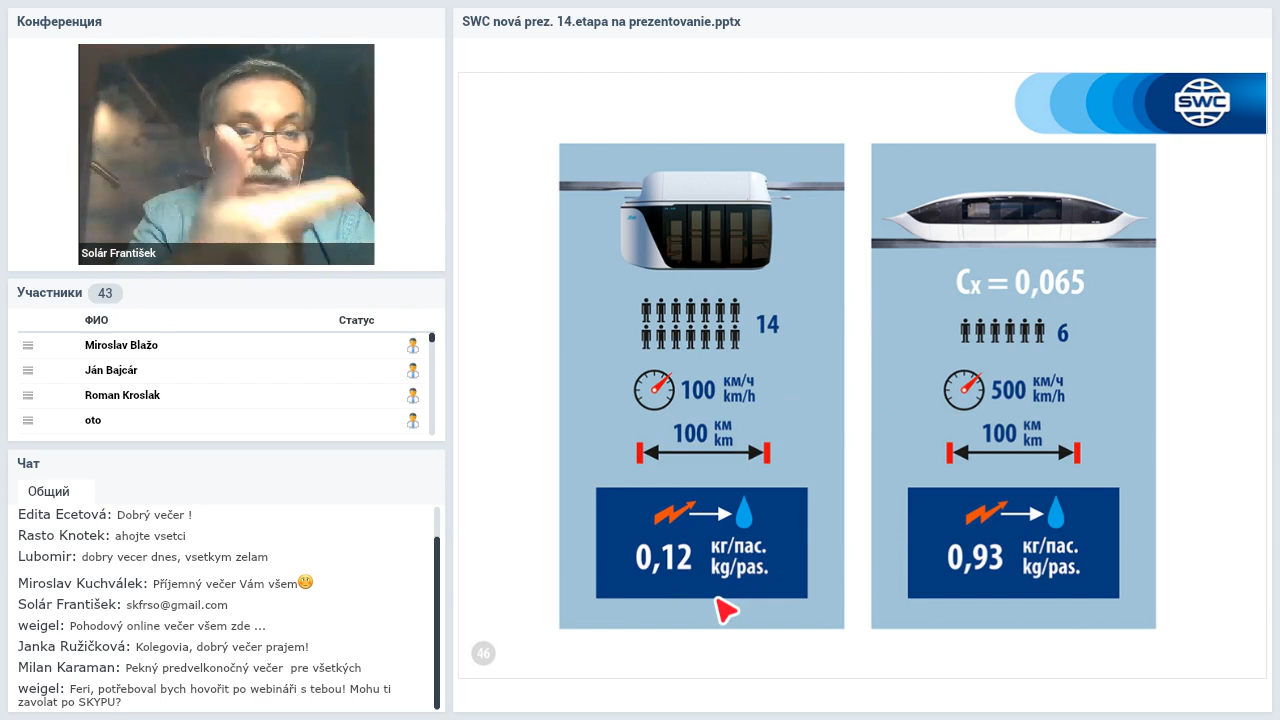 Конференция
Solár František
Участники 43
ФИО Статус
Miroslav Blažo
Ján Bajcár
Roman Kroslak
oto
Чат
Общий
Edita Ecetová: Dobrý večer !
Rasto Knotek: ahojte vsetci
Lubomir: dobry vecer dnes, vsetkym zelam
Miroslav Kuchválek: Příjemný večer Vám všem
Solár František: skfrso@gmail.com
weigel: Pohodový online večer všem zde ...
Janka Ružičková: Kolegovia, dobrý večer prajem!
Milan Karaman: Pekný predvelkonočný večer pre všetkých
weigel: Feri, potřeboval bych hovořit po webináři s tebou! Mohu ti
zavolat po SKYPU?
SWC nová prez. 14.etapa na prezentovanie.pptx
SWC
14
100 км/ч
km/h
100 км
km
0,12 кг/пас.
kg/pas.
Cx = 0,065
6
500 км/ч
km/h
100 км
km
0,93 кг/пас.
kg/pas.
46